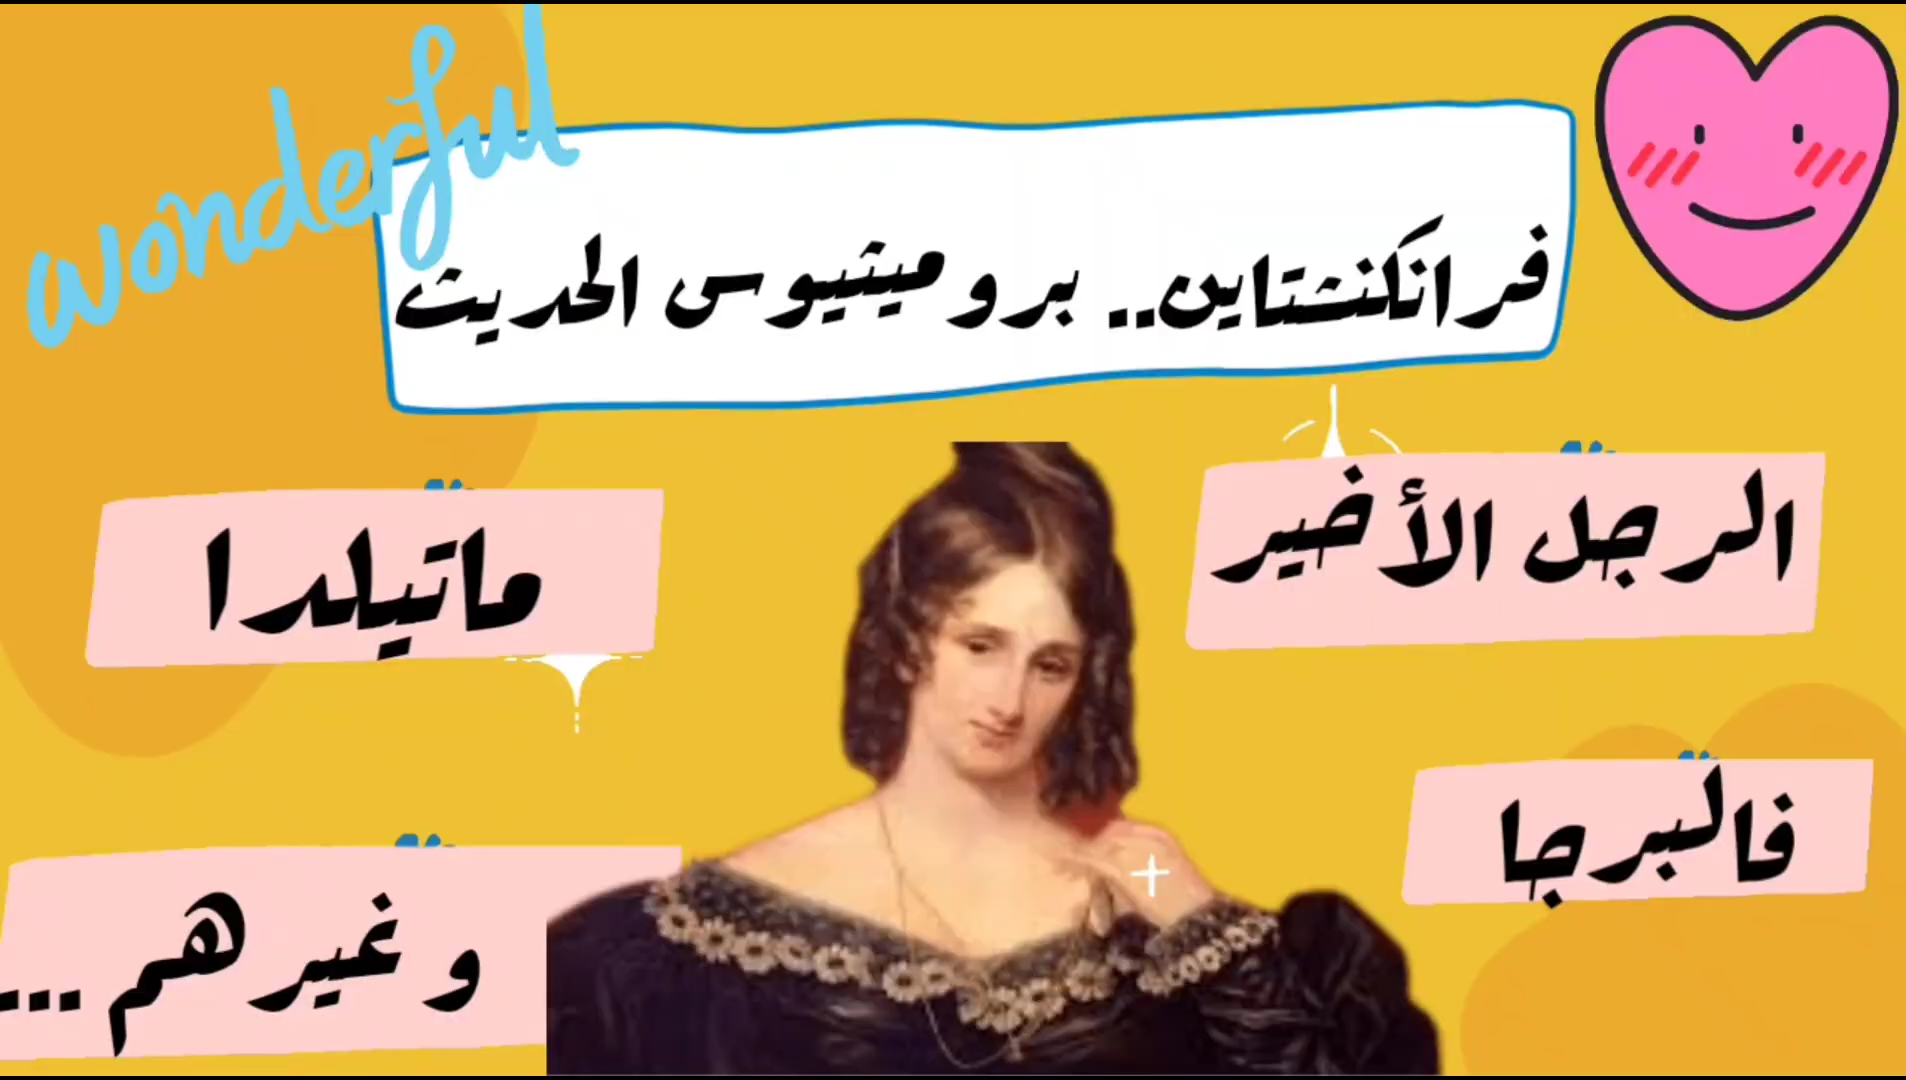 wonderful
فرانكنشتاين.. بروميثيوس الحديث
الرجل الأخير
ماتيلدا
فالبرجا
وغيرهم ...